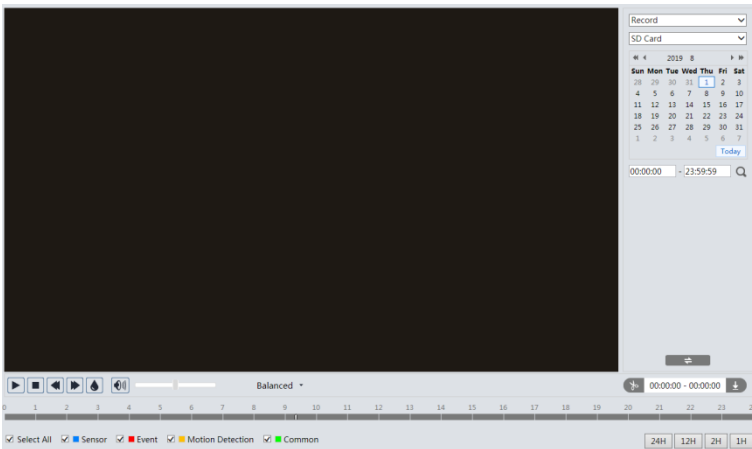 Record
SD Card
2019 8
Sun Mon Tue Wed Thu Fri Sat
28 29 30 31 1 2 3
4 5 6 7 8 9 10
11 12 13 14 15 16 17
18 19 20 21 22 23 24
25 26 27 28 29 30 31
1 2 3 4 5 6 7
Today
00:00:00 - 23:59:59
Balanced
00:00:00 - 00:00:00
0 1 2 3 4 5 6 7 8 9 10 11 12 13 14 15 16 17 18 19 20 21 22 23 2
Select All Sensor Event Motion Detection Common
24H 12H 2H 1H